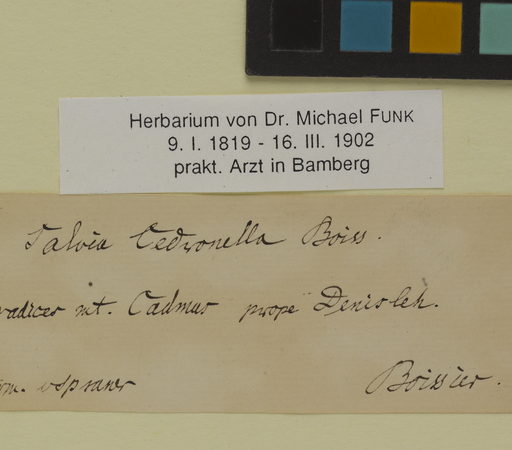 Herbarium von Dr. Michael FUNK
9. I. 1819 - 16. III. 1902
prakt. Arzt in Bamberg
Salvia Cedronella Boiss.
radices mt. Cadmus prope Denisleh.
Boissier.